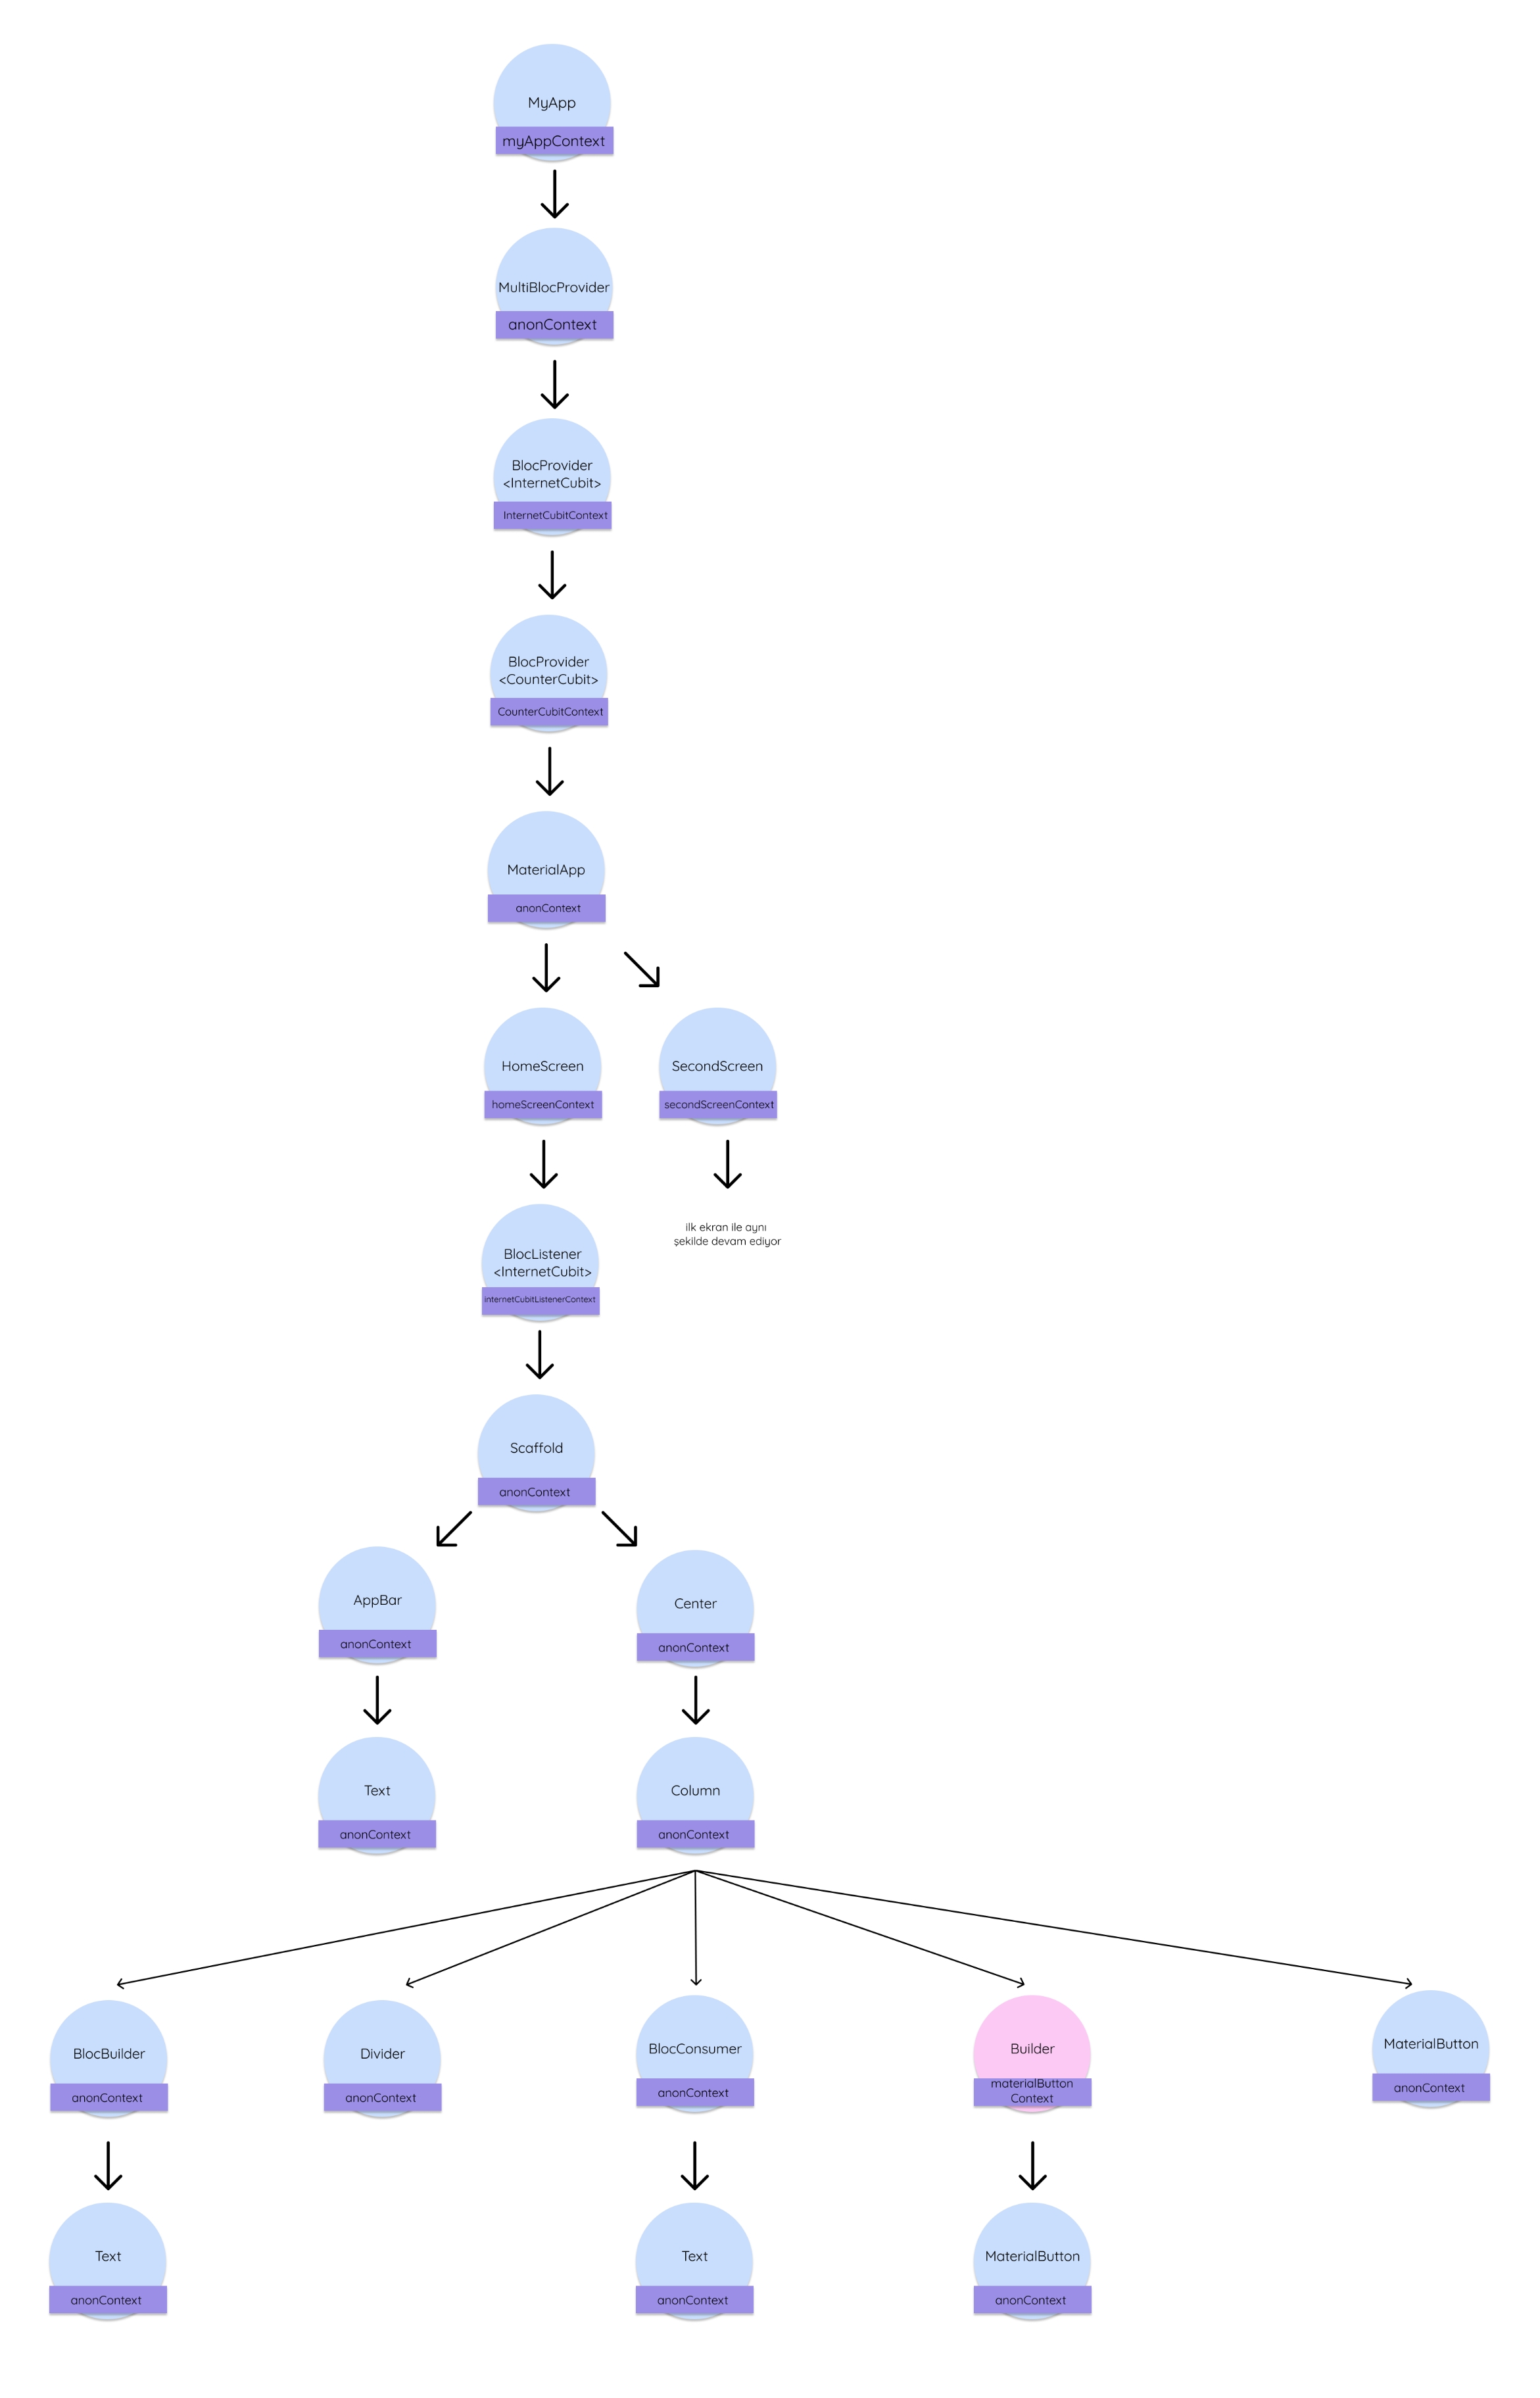 MyApp
myAppContext
MultiBlocProvider
anonContext
BlocProvider
<InternetCubit>
InternetCubitContext
BlocProvider
<CounterCubit>
CounterCubitContext
MaterialApp
anonContext
HomeScreen
homeScreenContext
SecondScreen
secondScreenContext
ilk ekran ile aynı
şekilde devam ediyor
BlocListener
<InternetCubit>
internetCubitListenerContext
Scaffold
anonContext
AppBar
anonContext
Center
anonContext
Text
anonContext
Column
anonContext
BlocBuilder
anonContext
Divider
anonContext
BlocConsumer
anonContext
Builder
materialButton
Context
MaterialButton
anonContext
Text
anonContext
Text
anonContext
MaterialButton
anonContext